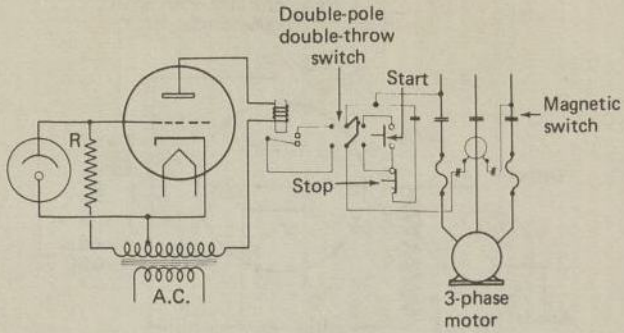 Double-pole
double-throw
switch
Start
Magnetic
switch
R
Stop
A.C.
3-phase
motor